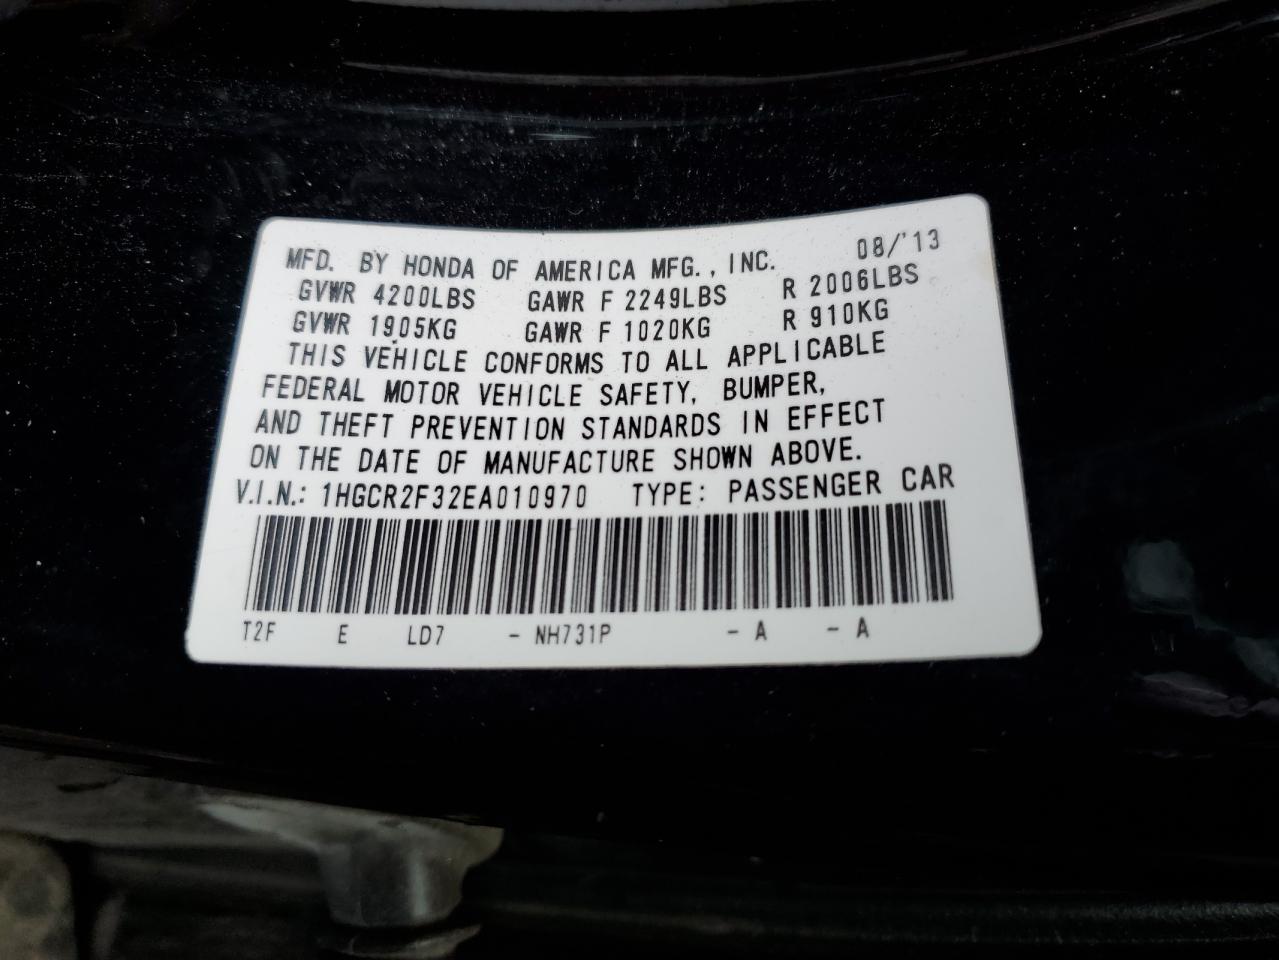 MFD. BY HONDA OF AMERICA MFG., INC. 08/'13
GVWR 4200LBS GAWR F 2249LBS R 2006LBS
GVWR 1905KG GAWR F 1020KG R 910KG
THIS VEHICLE CONFORMS TO ALL APPLICABLE
FEDERAL MOTOR VEHICLE SAFETY, BUMPER,
AND THEFT PREVENTION STANDARDS IN EFFECT
ON THE DATE OF MANUFACTURE SHOWN ABOVE.
V.I.N.: 1HGCR2F32EA010970 TYPE: PASSENGER CAR
T2F E LD7 - NH731P - A - A